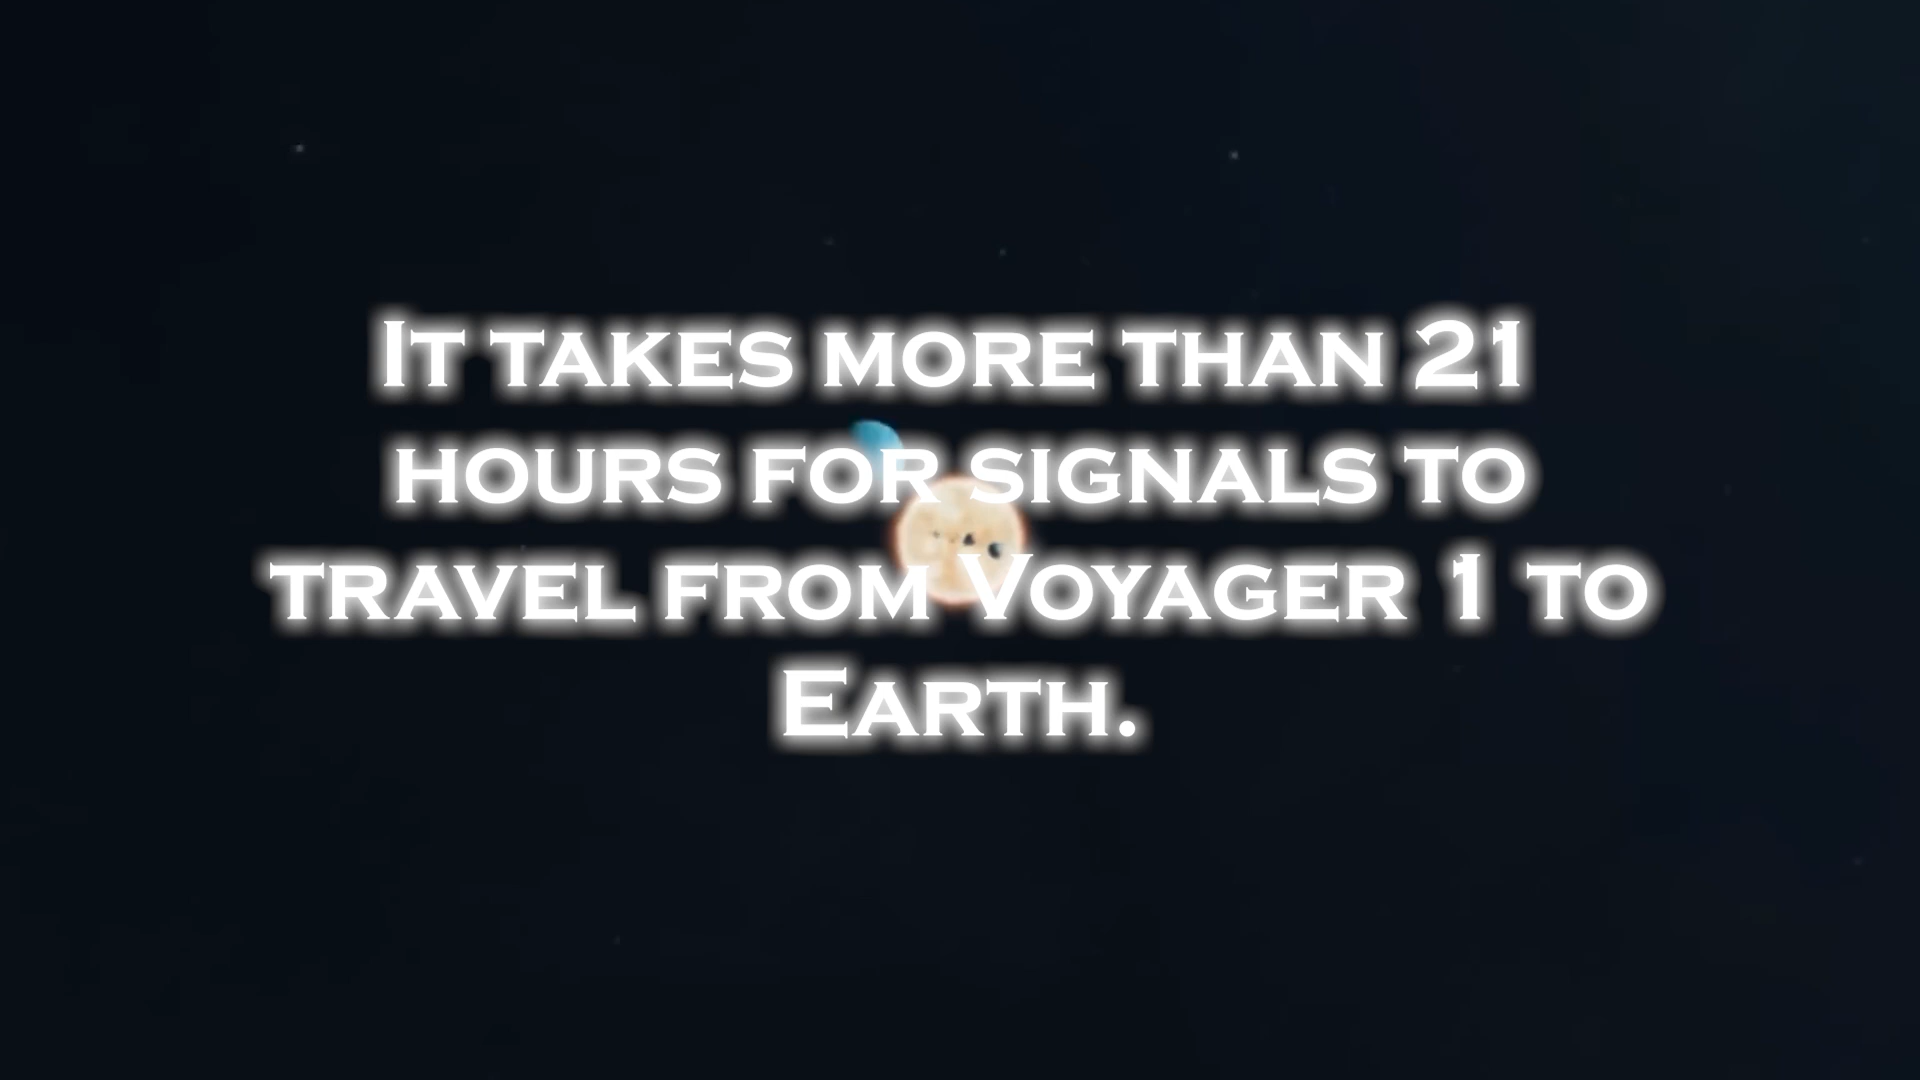 It takes more than 21
hours for signals to
travel from Voyager 1 to
Earth.